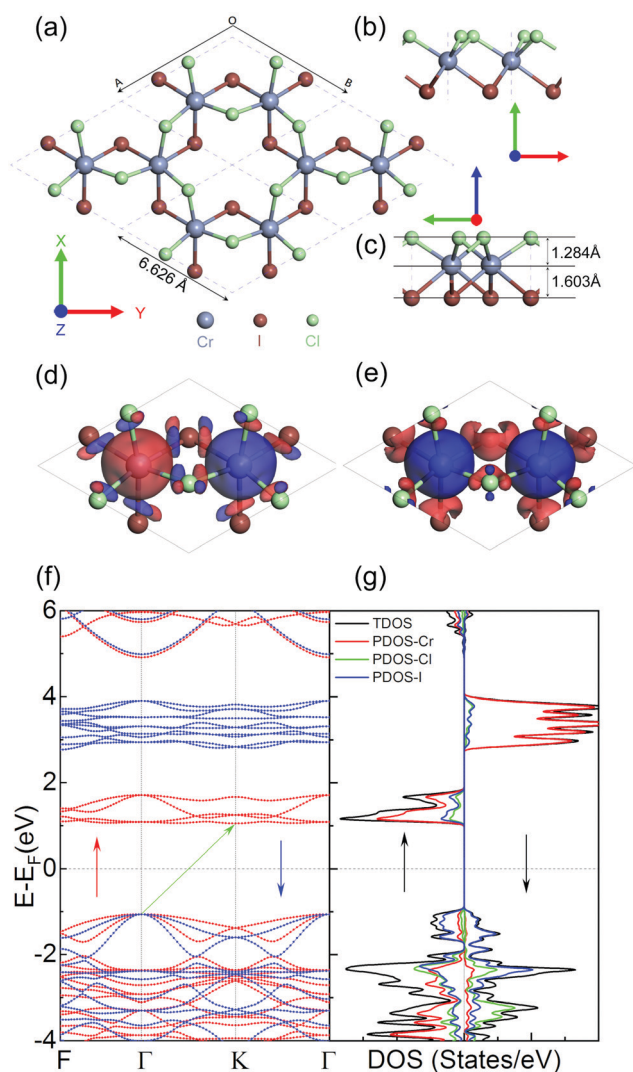 (a)
O
A
B
6.626 Å
X
Z
Y
Cr
I
Cl
(b)
(c)
1.284Å
1.603Å
(d)
(e)
(f)
6
4
2
0
-2
-4
E-E_F(eV)
F
Γ
K
Γ
(g)
TDOS
PDOS-Cr
PDOS-Cl
PDOS-I
DOS (States/eV)